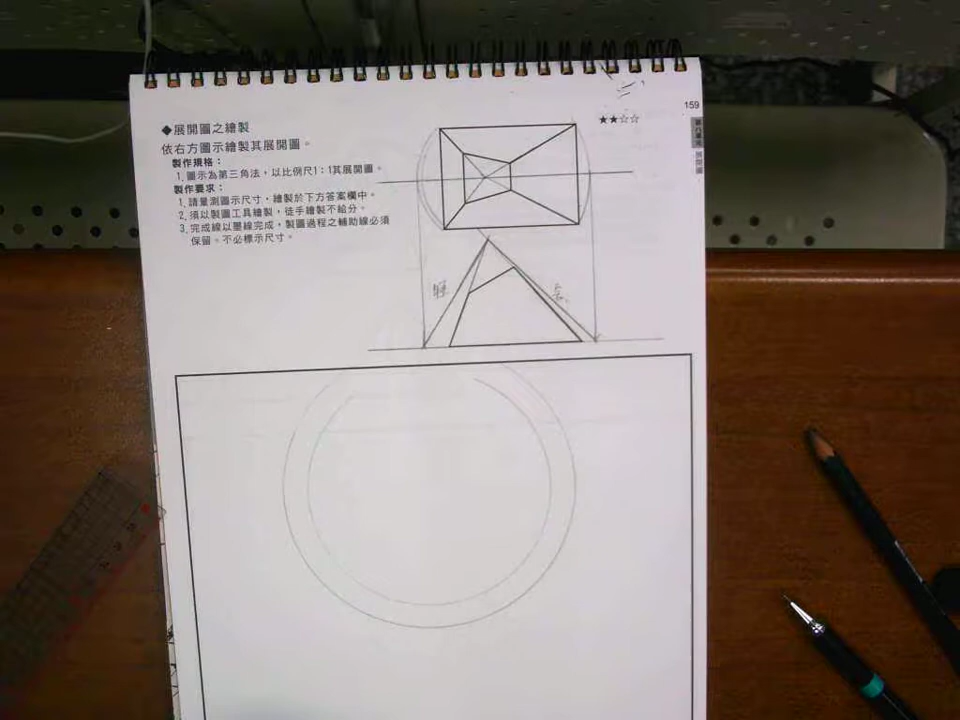 159
◆展開圖之繪製
★★☆☆
依右方圖示繪製其展開圖。
製作規格：
1.圖示為第三角法，以比例尺1：1其展開圖。
製作要求：
1.請量測圖示尺寸，繪製於下方答案欄中。
2.須以製圖工具繪製，徒手繪製不給分。
3.完成線以墨線完成，製圖過程之輔助線必須
保留。不必標示尺寸。
展開圖